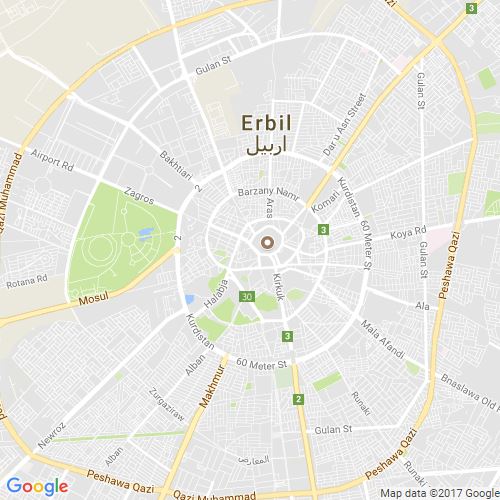 3
Gulan St
Gulan St
Erbil
اربيل
Dar u Asn Street
Airport Rd
Bakhtiari
2
Qazi Muhammad
Zagros
Barzany Namr
Kurdistan
Aras
Komari
3
60 Meter St
Koya Rd
Gulan St
Peshawa Qazi
2
Rotana Rd
Mosul
Halabja
30
Kirkuk
Ala
Kurdistan
3
Mala Afandi
Alban
60 Meter St
Makhmur
Zurgaziraw
2
Runaki
Bnaslawa Old
Newroz
Gulan St
Peshawa Qazi
المعارض
Peshawa Qazi
Runaki
Qazi Muhammad
Google
Map data ©2017 Google